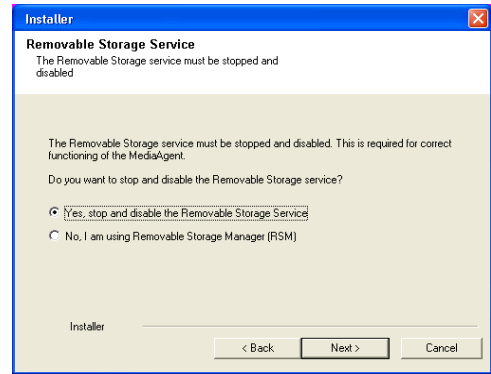 Installer
Removable Storage Service
The Removable Storage service must be stopped and
disabled
The Removable Storage service must be stopped and disabled. This is required for correct
functioning of the MediaAgent.
Do you want to stop and disable the Removable Storage service?
Yes, stop and disable the Removable Storage Service
No, I am using Removable Storage Manager (RSM)
Installer
< Back Next > Cancel